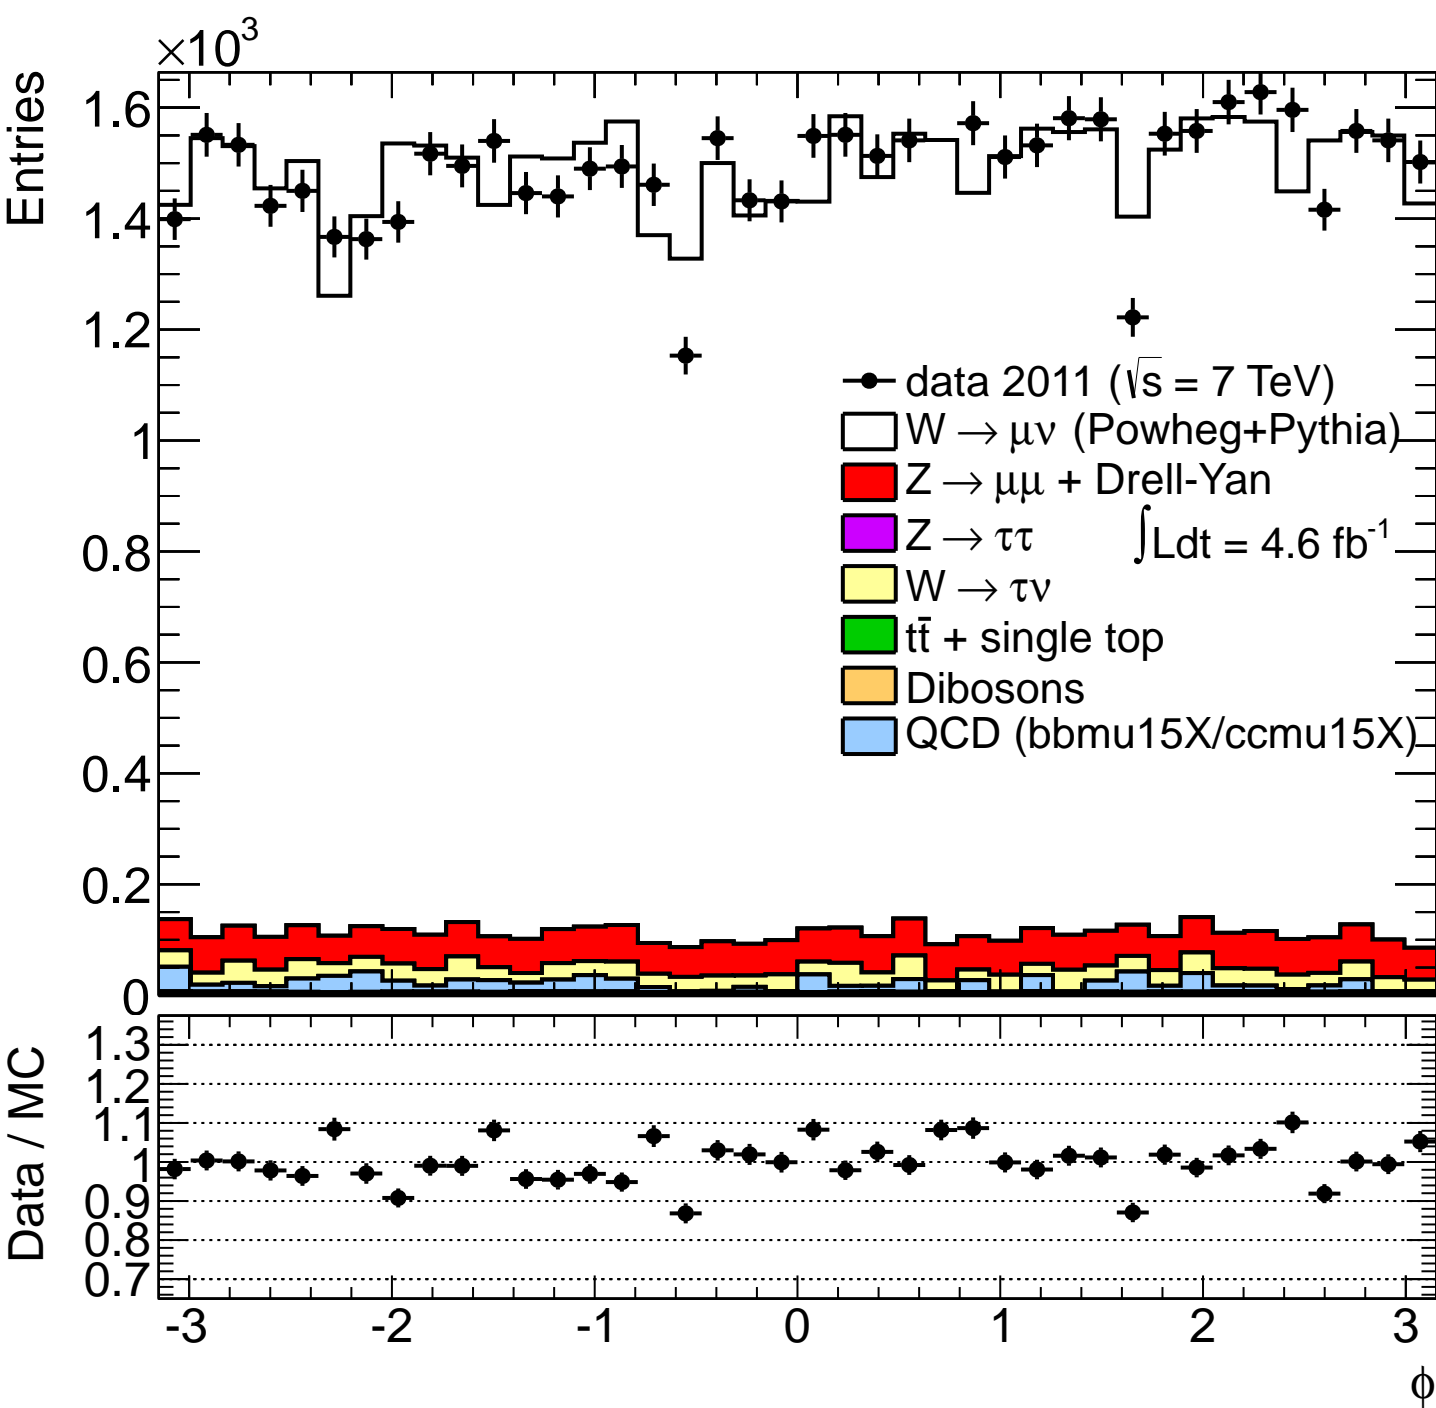 ×10³
Entries
1.6
1.4
1.2
1
0.8
0.6
0.4
0.2
0
data 2011 (√s = 7 TeV)
W → μν (Powheg+Pythia)
Z → μμ + Drell-Yan
Z → ττ
∫Ldt = 4.6 fb⁻¹
W → τν
tt̄ + single top
Dibosons
QCD (bbmu15X/ccmu15X)
Data / MC
1.3
1.2
1.1
1
0.9
0.8
0.7
-3 -2 -1 0 1 2 3
ϕ